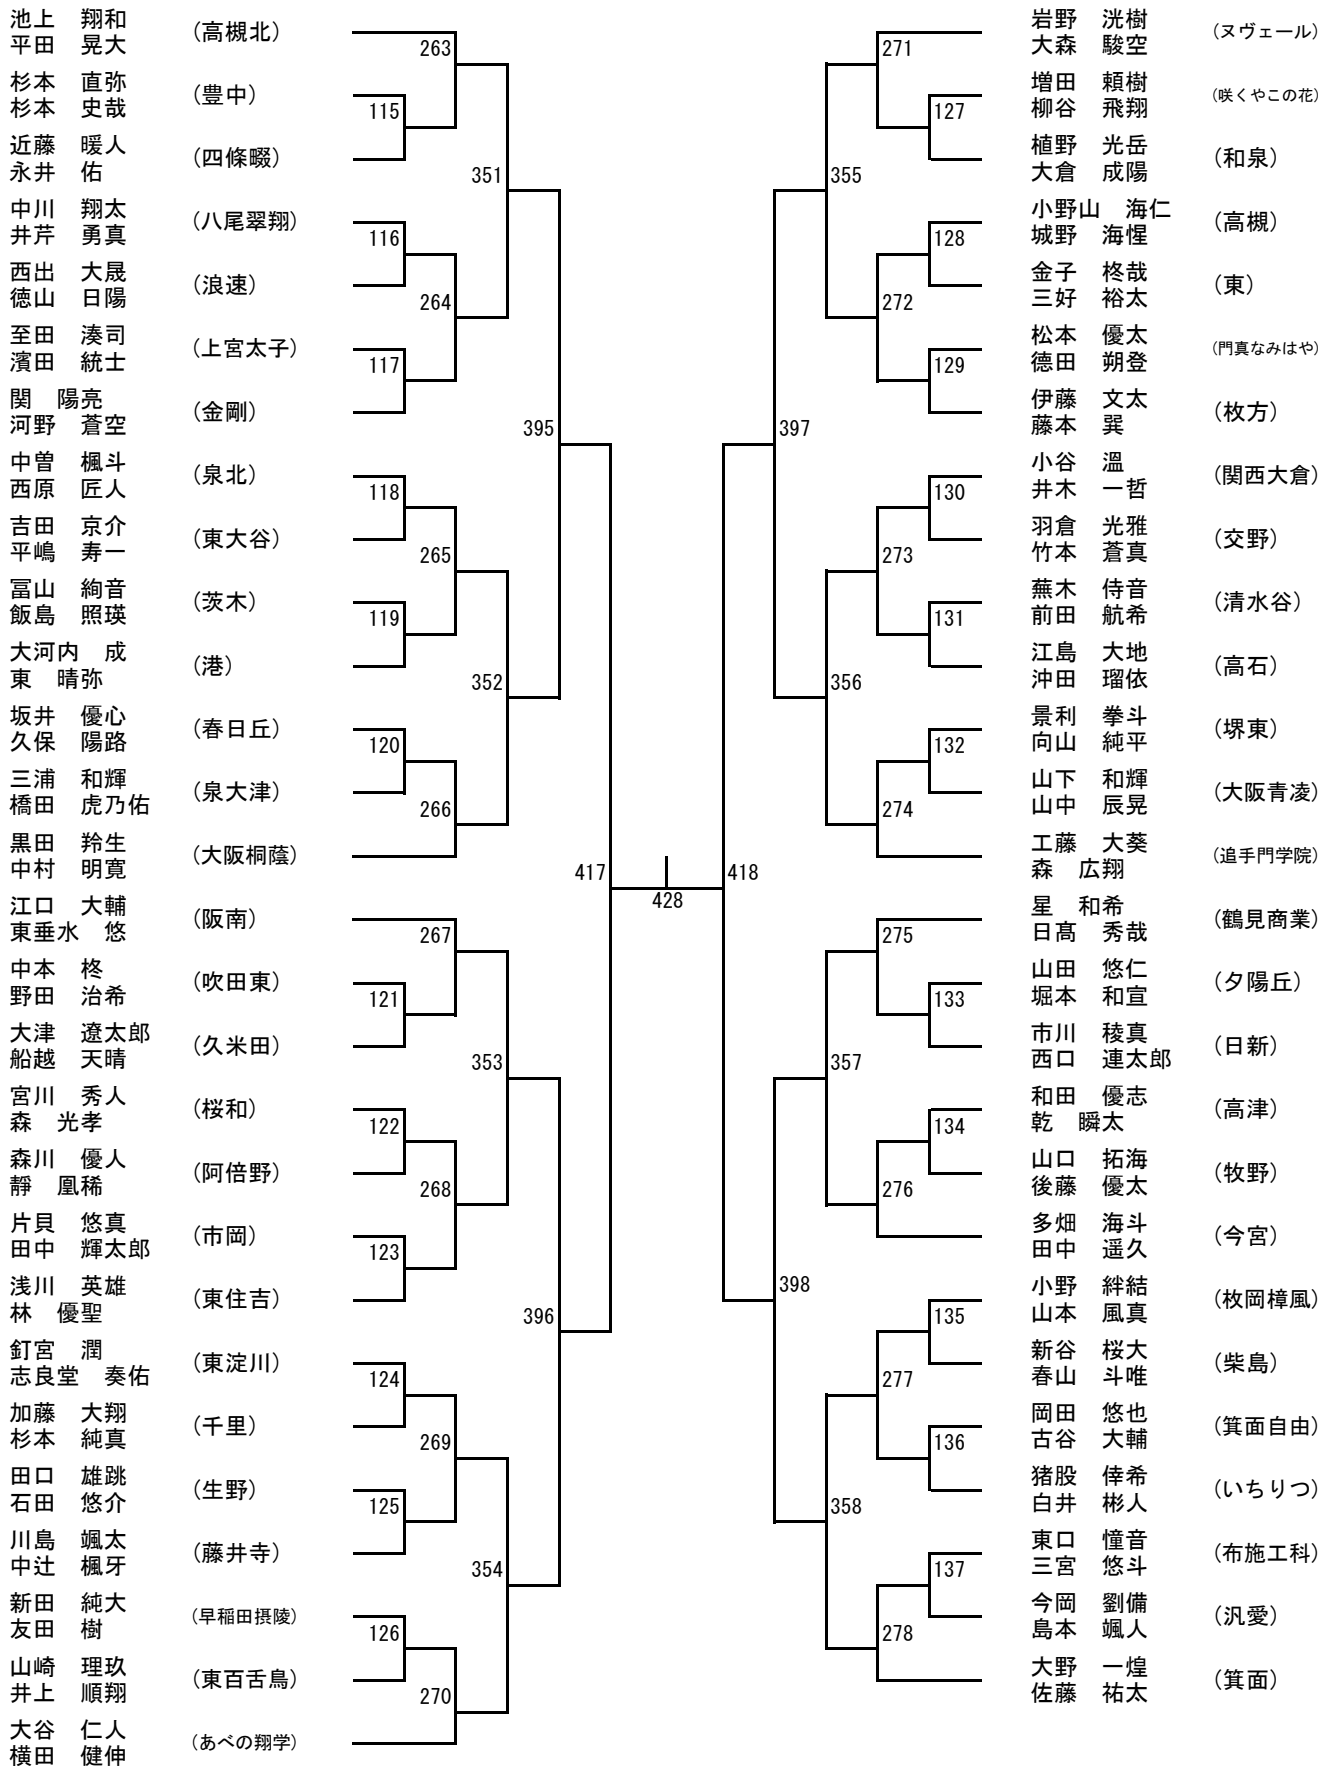 池上　翔和
平田　晃大
（高槻北）
杉本　直弥
杉本　史哉
（豊中）
近藤　暖人
永井　佑
（四條畷）
中川　翔太
井芹　勇真
（八尾翠翔）
西出　大晟
徳山　日陽
（浪速）
至田　湊司
濱田　統士
（上宮太子）
関　陽亮
河野　蒼空
（金剛）
中曽　楓斗
西原　匠人
（泉北）
吉田　京介
平嶋　寿一
（東大谷）
冨山　絢音
飯島　照瑛
（茨木）
大河内　成
東　晴弥
（港）
坂井　優心
久保　陽路
（春日丘）
三浦　和輝
橋田　虎乃佑
（泉大津）
黒田　羚生
中村　明寛
（大阪桐蔭）
江口　大輔
東垂水　悠
（阪南）
中本　柊
野田　治希
（吹田東）
大津　遼太郎
船越　天晴
（久米田）
宮川　秀人
森　光孝
（桜和）
森川　優人
靜　凰稀
（阿倍野）
片貝　悠真
田中　輝太郎
（市岡）
浅川　英雄
林　優聖
（東住吉）
釘宮　潤
志良堂　奏佑
（東淀川）
加藤　大翔
杉本　純真
（千里）
田口　雄跳
石田　悠介
（生野）
川島　颯太
中辻　楓牙
（藤井寺）
新田　純大
友田　樹
（早稲田摂陵）
山崎　理玖
井上　順翔
（東百舌鳥）
大谷　仁人
横田　健伸
（あべの翔学）
263
115
351
116
264
117
395
118
265
119
352
120
266
417
267
121
353
122
268
123
396
124
269
125
354
126
270
428
418
271
127
355
128
272
129
397
130
273
131
356
132
274
275
133
357
134
276
398
135
277
136
358
137
278
岩野　洸樹
大森　駿空
（ヌヴェール）
増田　頼樹
柳谷　飛翔
（咲くやこの花）
植野　光岳
大倉　成陽
（和泉）
小野山　海仁
城野　海惺
（高槻）
金子　柊哉
三好　裕太
（東）
松本　優太
德田　朔登
（門真なみはや）
伊藤　文太
藤本　巽
（枚方）
小谷　溫
井木　一哲
（関西大倉）
羽倉　光雅
竹本　蒼真
（交野）
蕪木　侍音
前田　航希
（清水谷）
江島　大地
沖田　瑠依
（高石）
景利　拳斗
向山　純平
（堺東）
山下　和輝
山中　辰晃
（大阪青凌）
工藤　大葵
森　広翔
（追手門学院）
星　和希
日髙　秀哉
（鶴見商業）
山田　悠仁
堀本　和宣
（夕陽丘）
市川　稜真
西口　連太郎
（日新）
和田　優志
乾　瞬太
（高津）
山口　拓海
後藤　優太
（牧野）
多畑　海斗
田中　遥久
（今宮）
小野　絆結
山本　風真
（枚岡樟風）
新谷　桜大
春山　斗唯
（柴島）
岡田　悠也
古谷　大輔
（箕面自由）
猪股　倖希
白井　彬人
（いちりつ）
東口　憧音
三宮　悠斗
（布施工科）
今岡　劉備
島本　颯人
（汎愛）
大野　一煌
佐藤　祐太
（箕面）